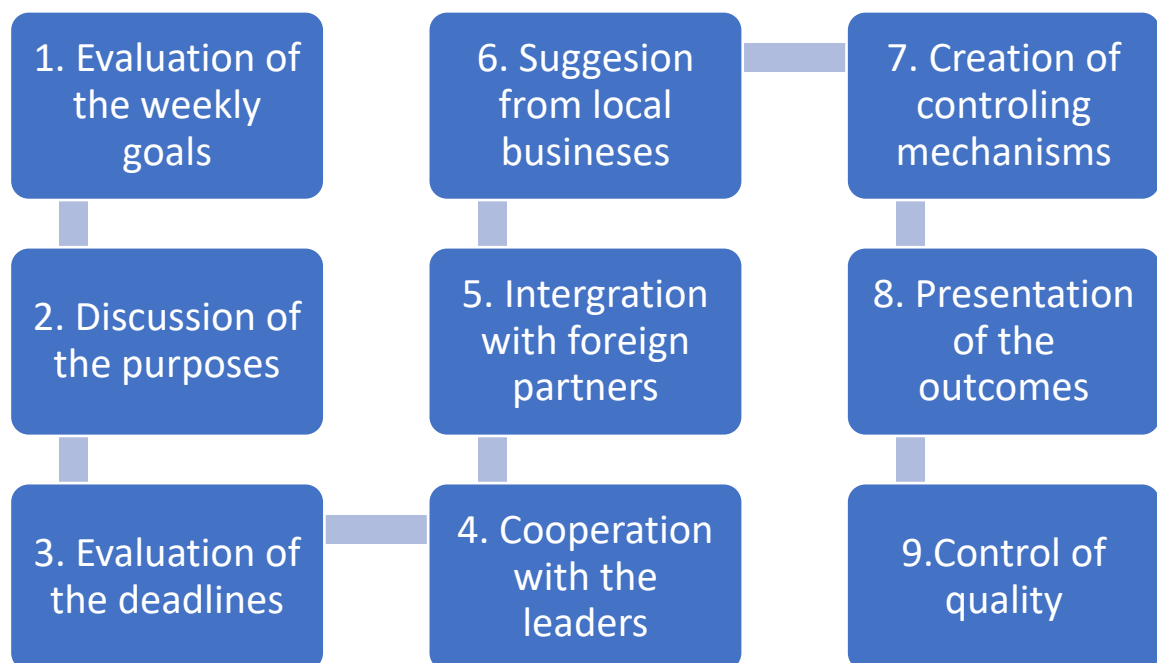 1. Evaluation of
the weekly
goals
2. Discussion of
the purposes
3. Evaluation of
the deadlines
4. Cooperation
with the
leaders
5. Intergration
with foreign
partners
6. Suggesion
from local
busineses
7. Creation of
controling
mechanisms
8. Presentation
of the
outcomes
9.Control of
quality